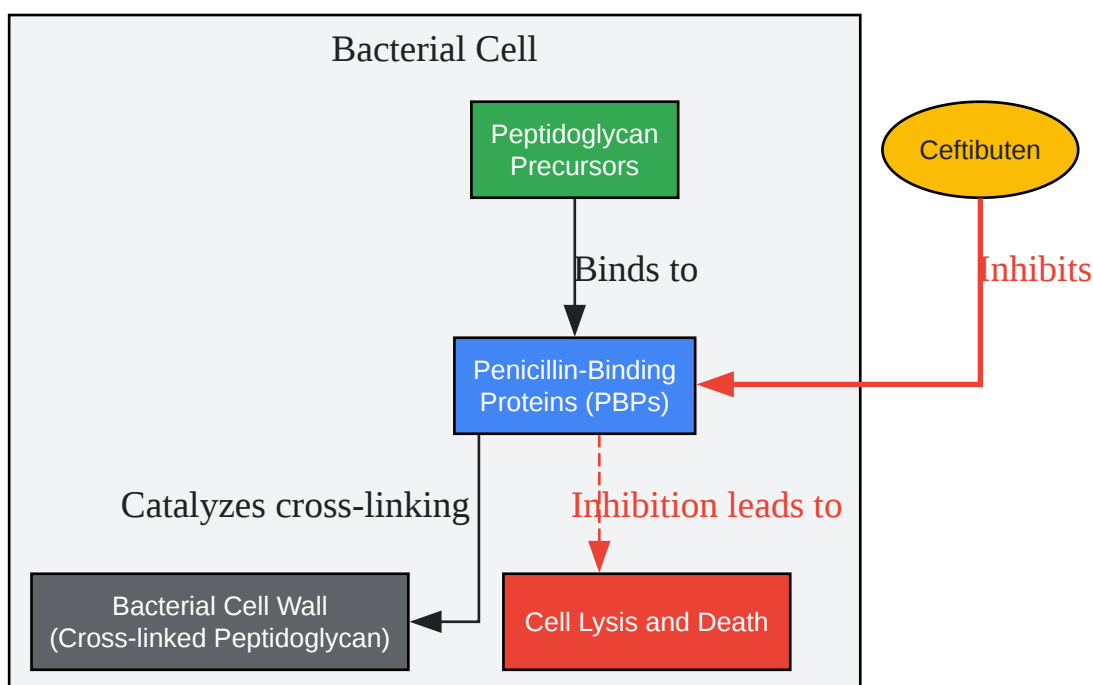 Bacterial Cell
Peptidoglycan
Precursors
Ceftibuten
Binds to
Inhibits
Penicillin-Binding
Proteins (PBPs)
Catalyzes cross-linking
Inhibition leads to
Bacterial Cell Wall
(Cross-linked Peptidoglycan)
Cell Lysis and Death